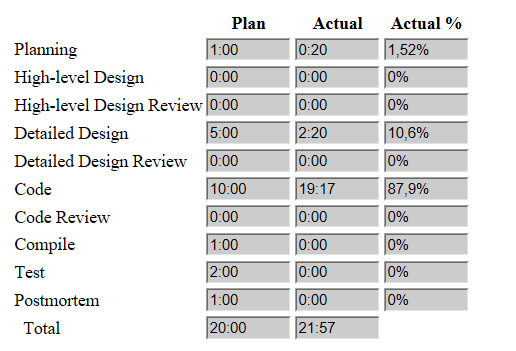 Plan Actual Actual %
Planning 1:00 0:20 1,52%
High-level Design 0:00 0:00 0%
High-level Design Review 0:00 0:00 0%
Detailed Design 5:00 2:20 10,6%
Detailed Design Review 0:00 0:00 0%
Code 10:00 19:17 87,9%
Code Review 0:00 0:00 0%
Compile 1:00 0:00 0%
Test 2:00 0:00 0%
Postmortem 1:00 0:00 0%
Total 20:00 21:57